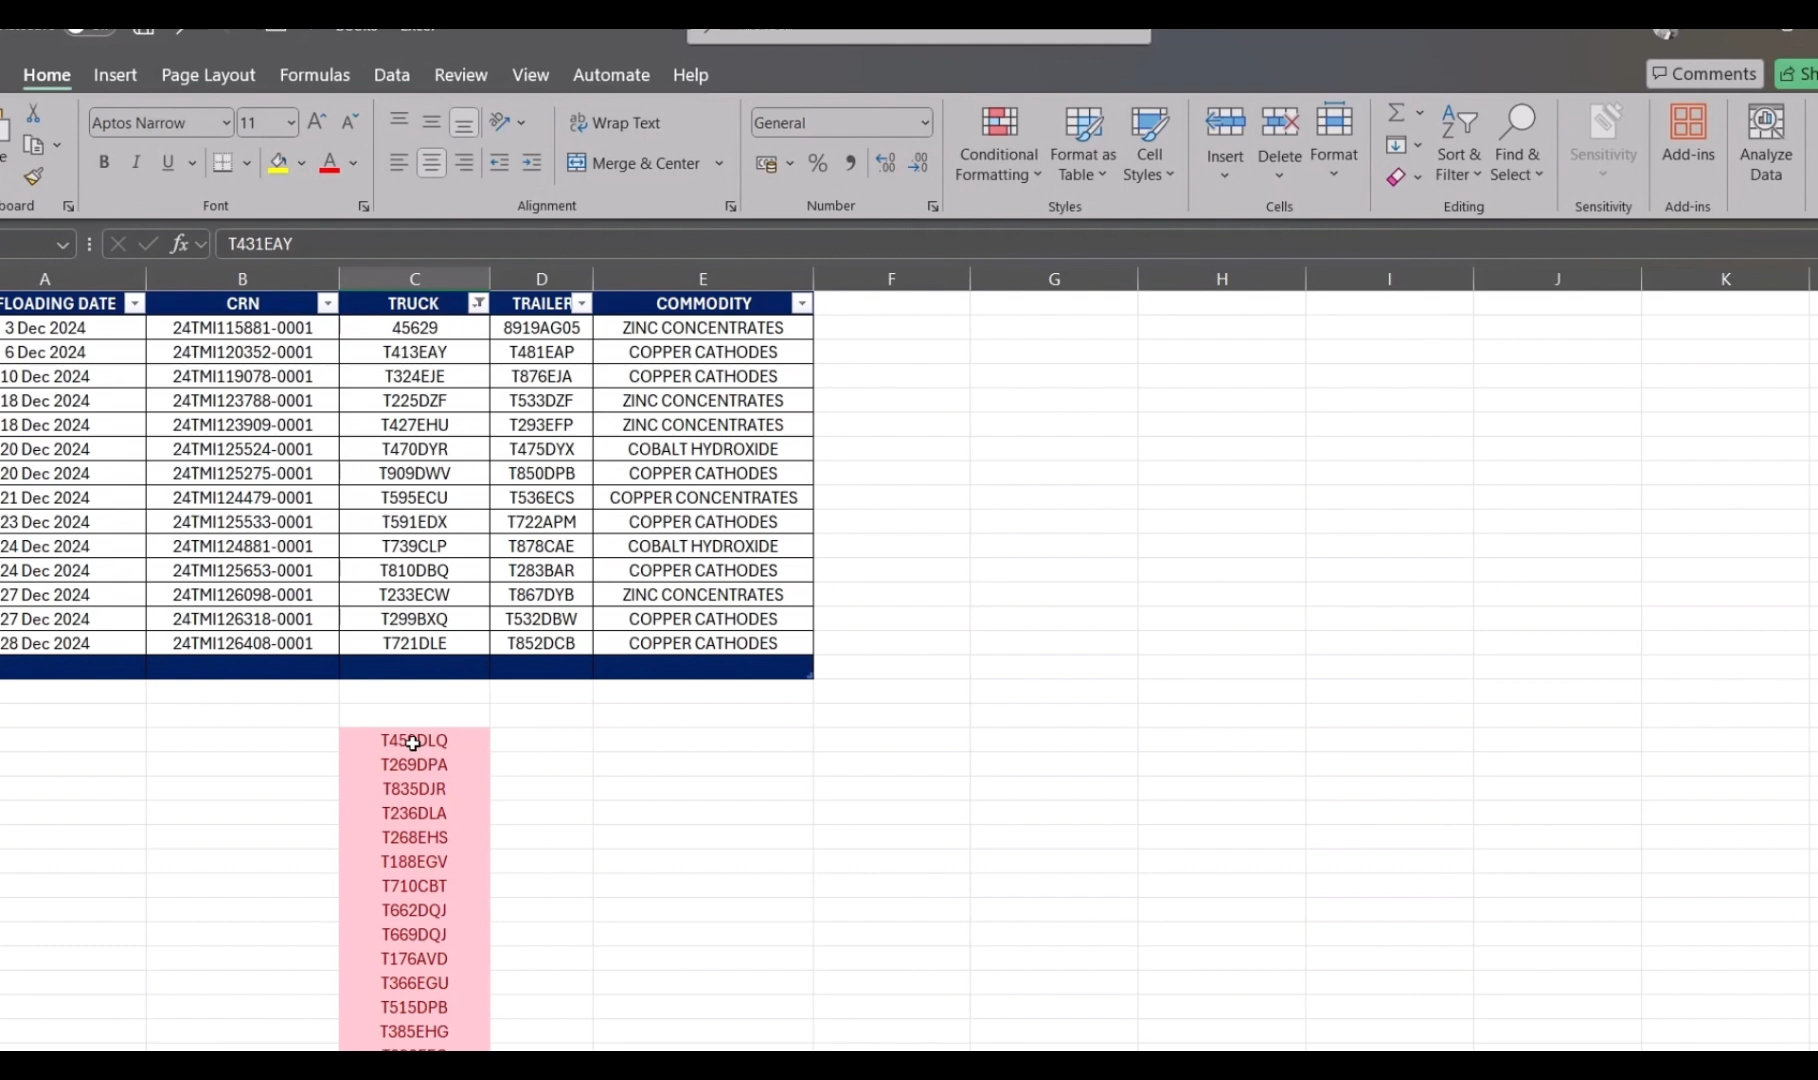 Home Insert Page Layout Formulas Data Review View Automate Help Comments Sh
Aptos Narrow 11 Wrap Text General
B I U Merge & Center % Conditional Formatting Format as Table Cell Styles Insert Delete Format Sort & Filter Find & Select Sensitivity Add-ins Analyze Data
board Font Alignment Number Styles Cells Editing Sensitivity Add-ins
fx T431EAY
A B C D E F G H I J K
FLOADING DATE CRN TRUCK TRAILER COMMODITY
3 Dec 2024 24TMI115881-0001 45629 8919AG05 ZINC CONCENTRATES
6 Dec 2024 24TMI120352-0001 T413EAY T481EAP COPPER CATHODES
10 Dec 2024 24TMI119078-0001 T324EJE T876EJA COPPER CATHODES
18 Dec 2024 24TMI123788-0001 T225DZF T533DZF ZINC CONCENTRATES
18 Dec 2024 24TMI123909-0001 T427EHU T293EFP ZINC CONCENTRATES
20 Dec 2024 24TMI125524-0001 T470DYR T475DYX COBALT HYDROXIDE
20 Dec 2024 24TMI125275-0001 T909DWV T850DPB COPPER CATHODES
21 Dec 2024 24TMI124479-0001 T595ECU T536ECS COPPER CONCENTRATES
23 Dec 2024 24TMI125533-0001 T591EDX T722APM COPPER CATHODES
24 Dec 2024 24TMI124881-0001 T739CLP T878CAE COBALT HYDROXIDE
24 Dec 2024 24TMI125653-0001 T810DBQ T283BAR COPPER CATHODES
27 Dec 2024 24TMI126098-0001 T233ECW T867DYB ZINC CONCENTRATES
27 Dec 2024 24TMI126318-0001 T299BXQ T532DBW COPPER CATHODES
28 Dec 2024 24TMI126408-0001 T721DLE T852DCB COPPER CATHODES
T269DPA
T835DJR
T236DLA
T268EHS
T188EGV
T710CBT
T662DQJ
T669DQJ
T176AVD
T366EGU
T515DPB
T385EHG